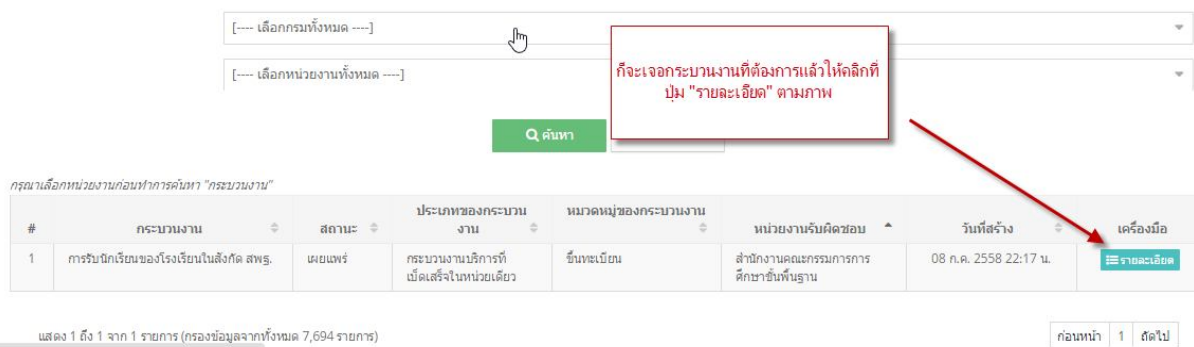 [---- เลือกกรมทั้งหมด ----]
[---- เลือกหน่วยงานทั้งหมด ----]
ก็จะเจอกระบวนงานที่ต้องการแล้วให้คลิกที่
ปุ่ม "รายละเอียด" ตามภาพ
ค้นหา
กรุณาเลือกหน่วยงานก่อนทำการค้นหา "กระบวนงาน"
# กระบวนงาน สถานะ ประเภทของกระบวน หมวดหมู่ของกระบวนงาน หน่วยงานรับผิดชอบ วันที่สร้าง เครื่องมือ
งาน
1 การรับนักเรียนของโรงเรียนในสังกัด สพฐ. เผยแพร่ กระบวนงานบริการที่ ขึ้นทะเบียน สำนักงานคณะกรรมการการ 08 ก.ค. 2558 22:17 น. รายละเอียด
เบ็ดเสร็จในหน่วยเดียว ศึกษาขั้นพื้นฐาน
แสดง 1 ถึง 1 จาก 1 รายการ (กรองข้อมูลจากทั้งหมด 7,694 รายการ)
ก่อนหน้า 1 ถัดไป